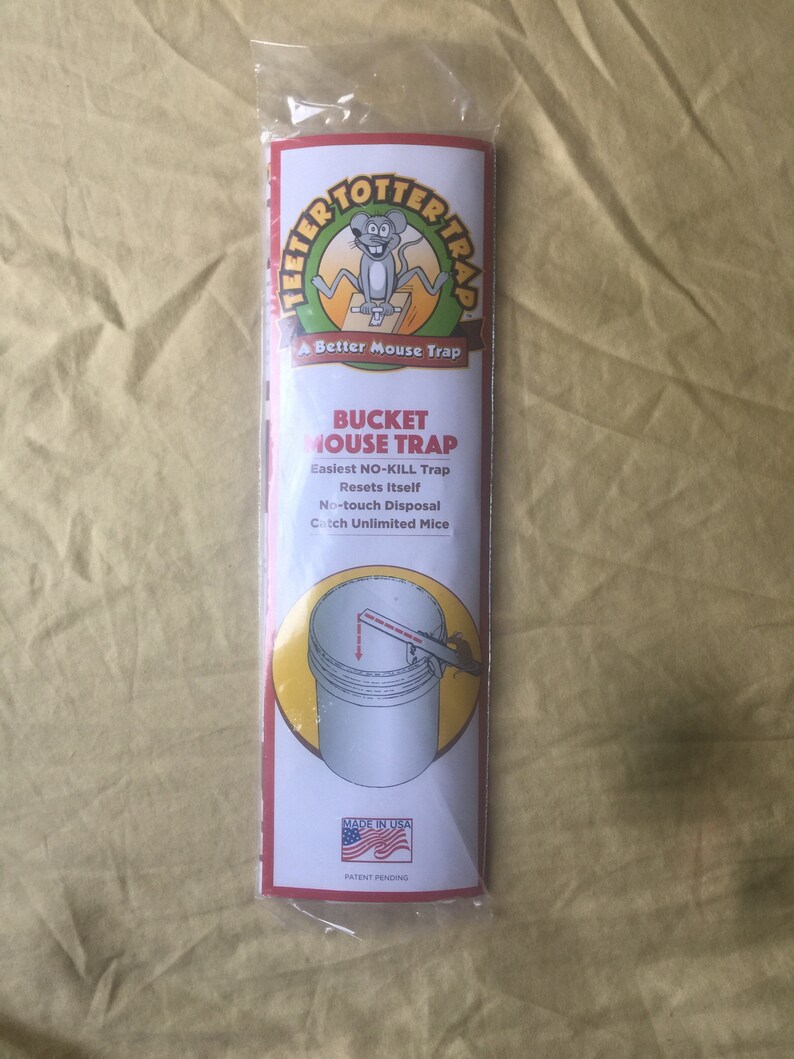 TEETER TOTTER TRAP
™
A Better Mouse Trap
BUCKET
MOUSE TRAP
Easiest NO-KILL Trap
Resets Itself
No-touch Disposal
Catch Unlimited Mice
MADE IN USA
PATENT PENDING